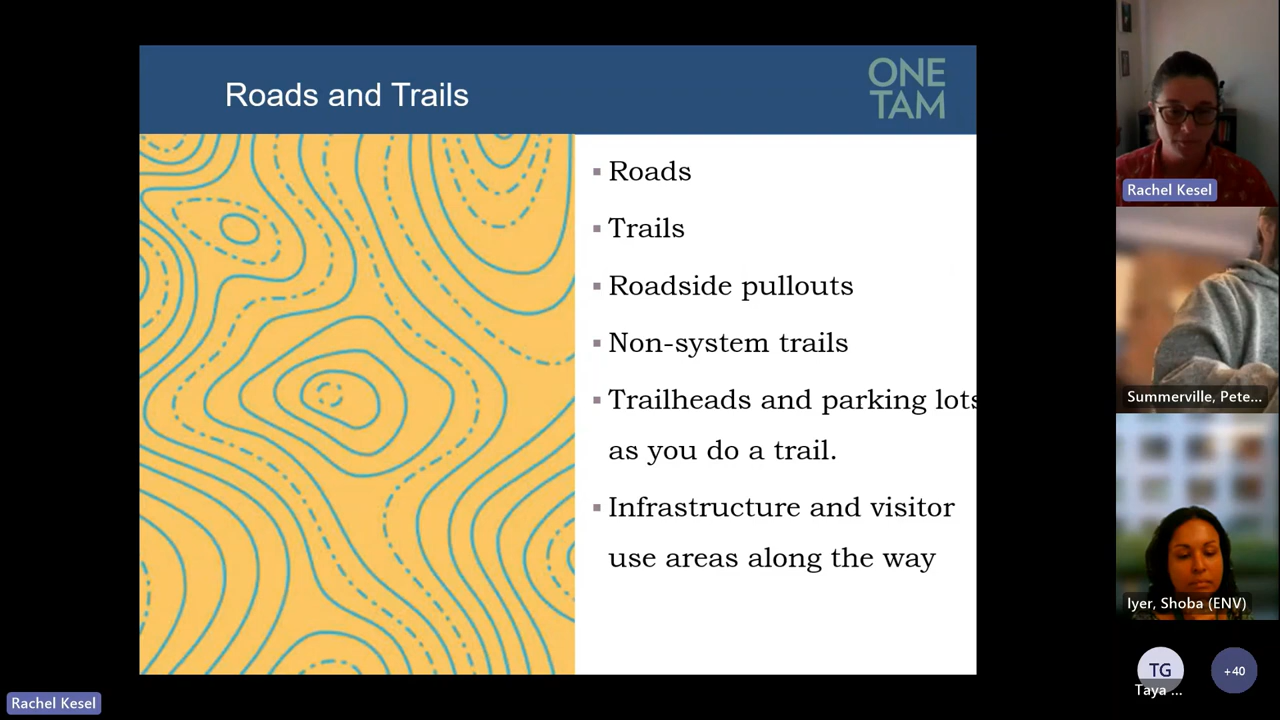 Roads and Trails
ONE
TAM
Roads
Trails
Roadside pullouts
Non-system trails
Trailheads and parking lots
as you do a trail.
Infrastructure and visitor
use areas along the way
Rachel Kesel
Summerville, Pete...
Iyer, Shoba (ENV)
TG
Taya ...
+40
Rachel Kesel